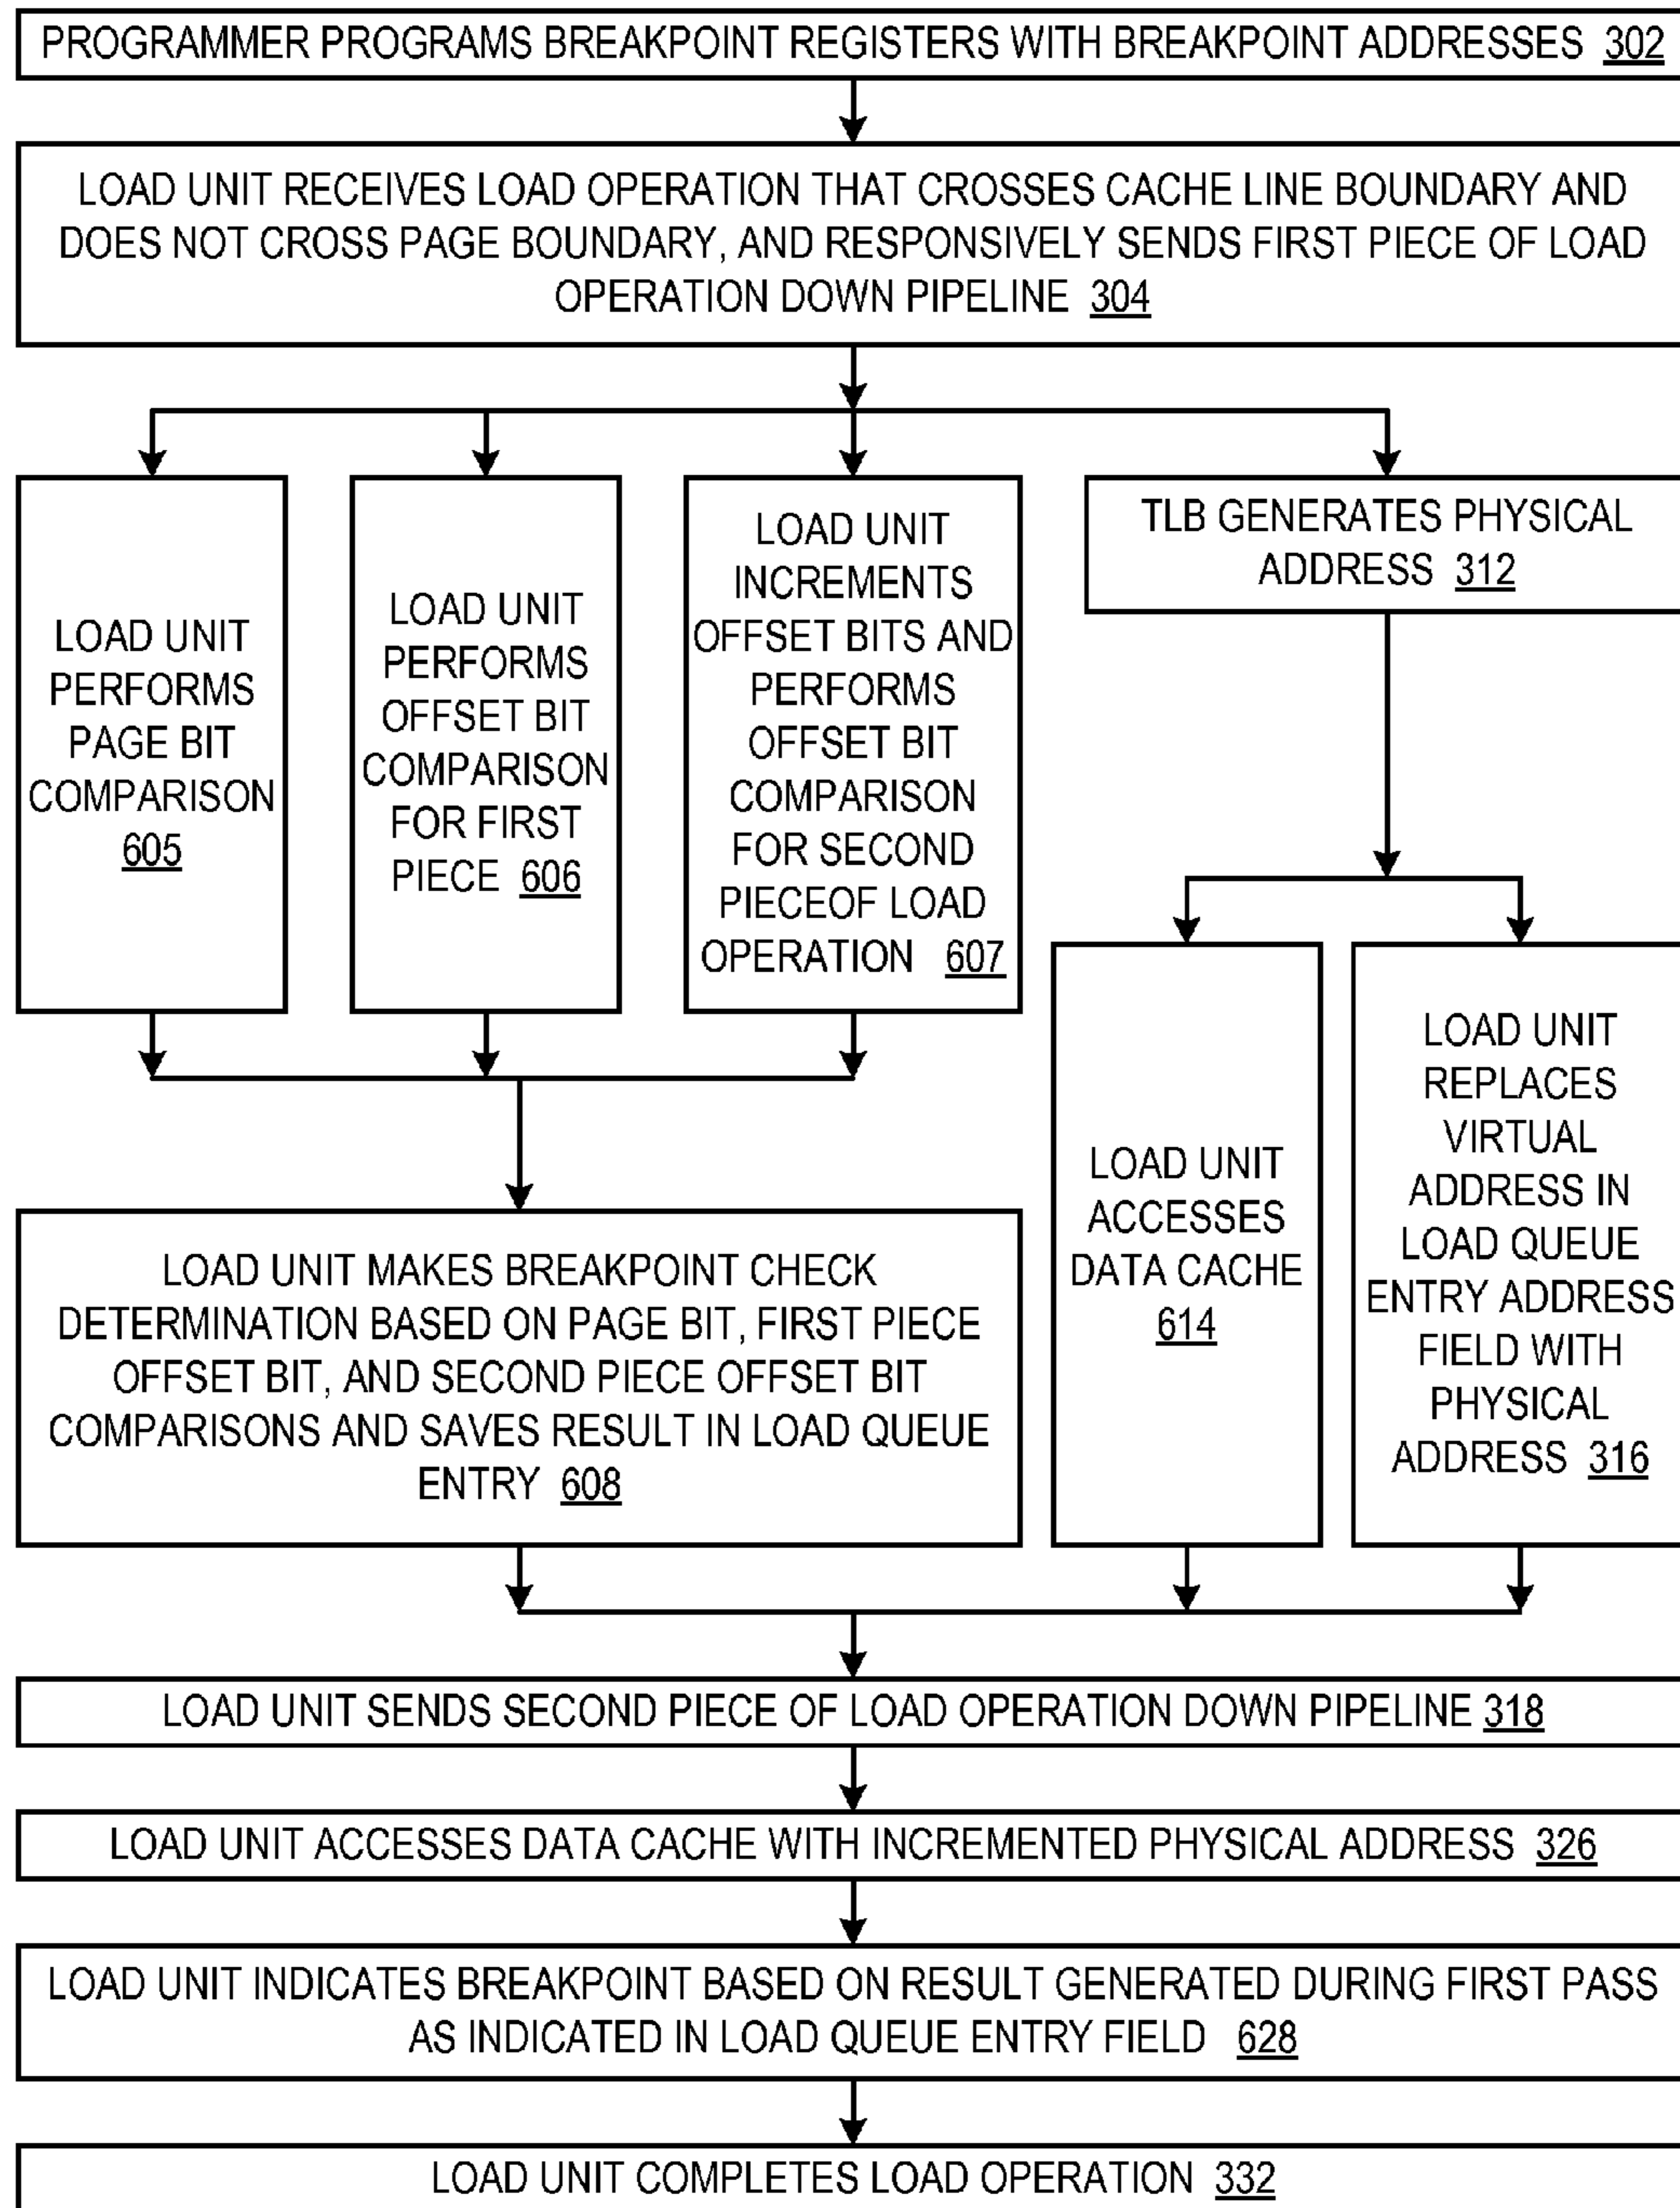 PROGRAMMER PROGRAMS BREAKPOINT REGISTERS WITH BREAKPOINT ADDRESSES 302
LOAD UNIT RECEIVES LOAD OPERATION THAT CROSSES CACHE LINE BOUNDARY AND
DOES NOT CROSS PAGE BOUNDARY, AND RESPONSIVELY SENDS FIRST PIECE OF LOAD
OPERATION DOWN PIPELINE 304
LOAD UNIT
PERFORMS
PAGE BIT
COMPARISON
605
LOAD UNIT
PERFORMS
OFFSET BIT
COMPARISON
FOR FIRST
PIECE 606
LOAD UNIT
INCREMENTS
OFFSET BITS AND
PERFORMS
OFFSET BIT
COMPARISON
FOR SECOND
PIECEOF LOAD
OPERATION 607
TLB GENERATES PHYSICAL
ADDRESS 312
LOAD UNIT MAKES BREAKPOINT CHECK
DETERMINATION BASED ON PAGE BIT, FIRST PIECE
OFFSET BIT, AND SECOND PIECE OFFSET BIT
COMPARISONS AND SAVES RESULT IN LOAD QUEUE
ENTRY 608
LOAD UNIT
ACCESSES
DATA CACHE
614
LOAD UNIT
REPLACES
VIRTUAL
ADDRESS IN
LOAD QUEUE
ENTRY ADDRESS
FIELD WITH
PHYSICAL
ADDRESS 316
LOAD UNIT SENDS SECOND PIECE OF LOAD OPERATION DOWN PIPELINE 318
LOAD UNIT ACCESSES DATA CACHE WITH INCREMENTED PHYSICAL ADDRESS 326
LOAD UNIT INDICATES BREAKPOINT BASED ON RESULT GENERATED DURING FIRST PASS
AS INDICATED IN LOAD QUEUE ENTRY FIELD 628
LOAD UNIT COMPLETES LOAD OPERATION 332